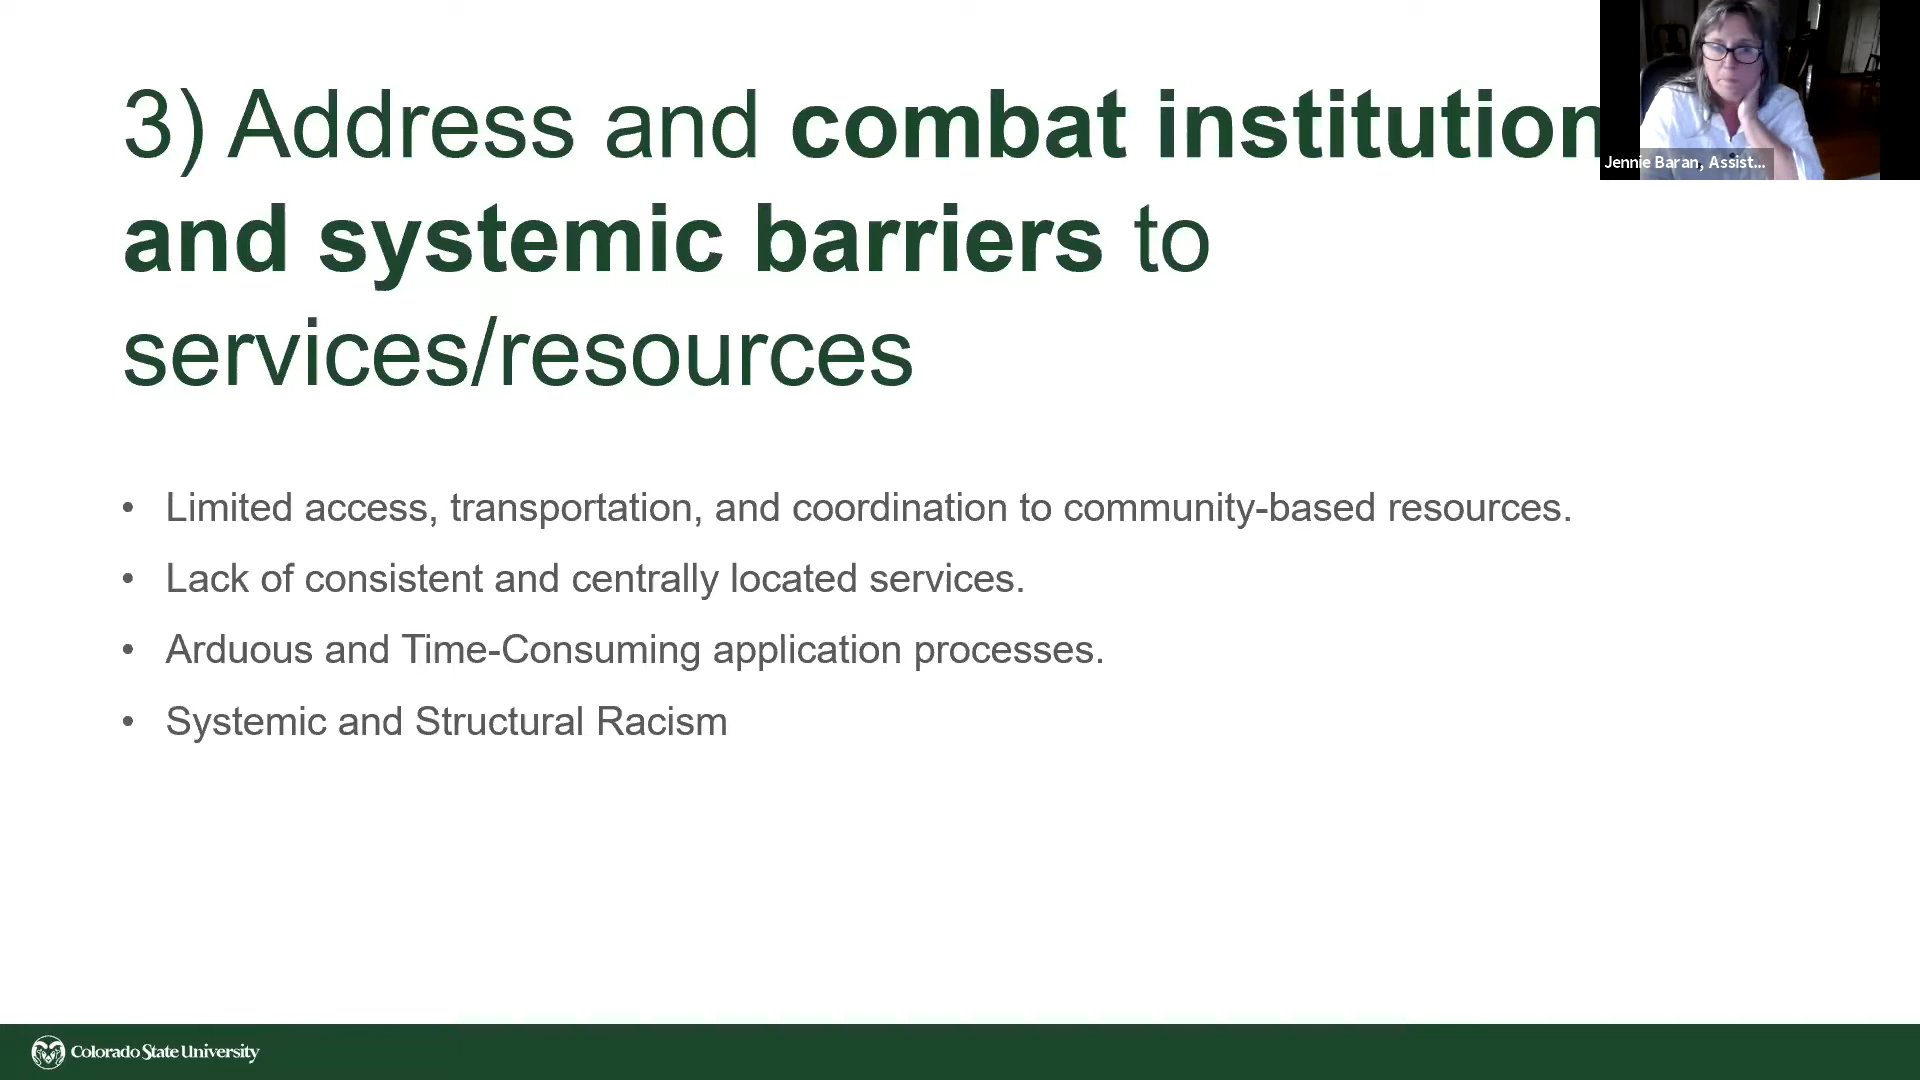 3) Address and combat institution
and systemic barriers to
services/resources
Jennie Baran, Assist...
• Limited access, transportation, and coordination to community-based resources.
• Lack of consistent and centrally located services.
• Arduous and Time-Consuming application processes.
• Systemic and Structural Racism
Colorado State University